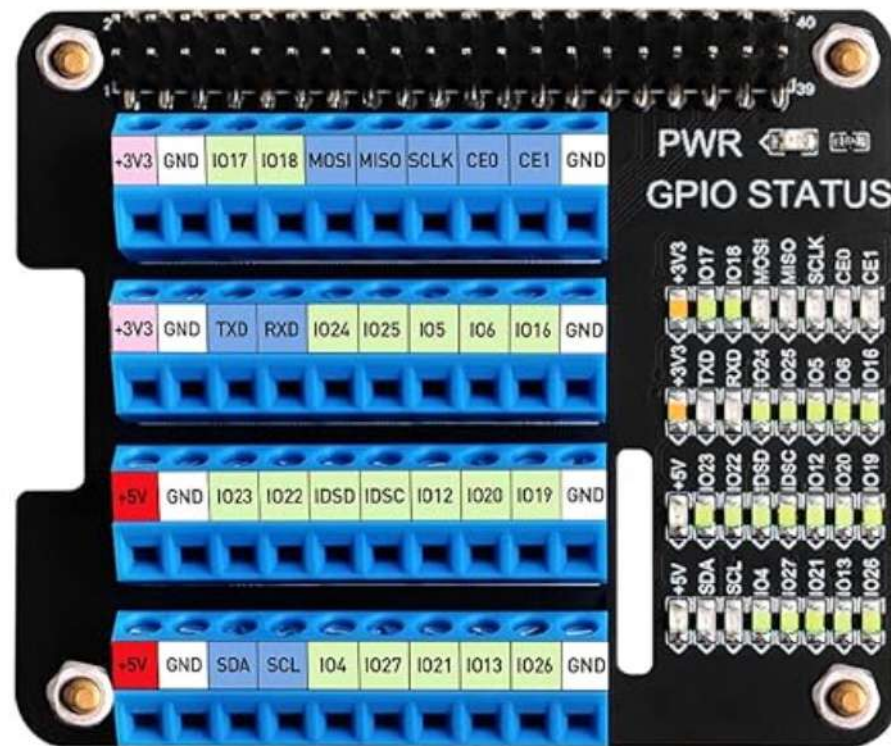 2 40
1 39
+3V3 GND IO17 IO18 MOSI MISO SCLK CE0 CE1 GND
PWR
GPIO STATUS
+3V3 IO17 IO18 MOSI MISO SCLK CE0 CE1
+3V3 GND TXD RXD IO24 IO25 IO5 IO6 IO16 GND
+3V3 TXD RXD IO24 IO25 IO5 IO6 IO16
+5V GND IO23 IO22 IDSD IDSC IO12 IO20 IO19 GND
+5V IO23 IO22 IDSD IDSC IO12 IO20 IO19
+5V GND SDA SCL IO4 IO27 IO21 IO13 IO26 GND
+5V SDA SCL IO4 IO27 IO21 IO13 IO26